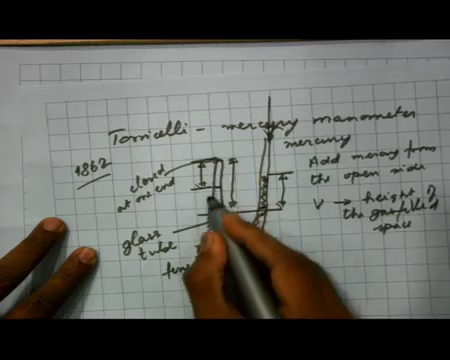 Torricelli - mercury manometer
1862
mercury
closed
at one end
Add mercury from
the open side
V → height of
the gas filled
space
glass
tube